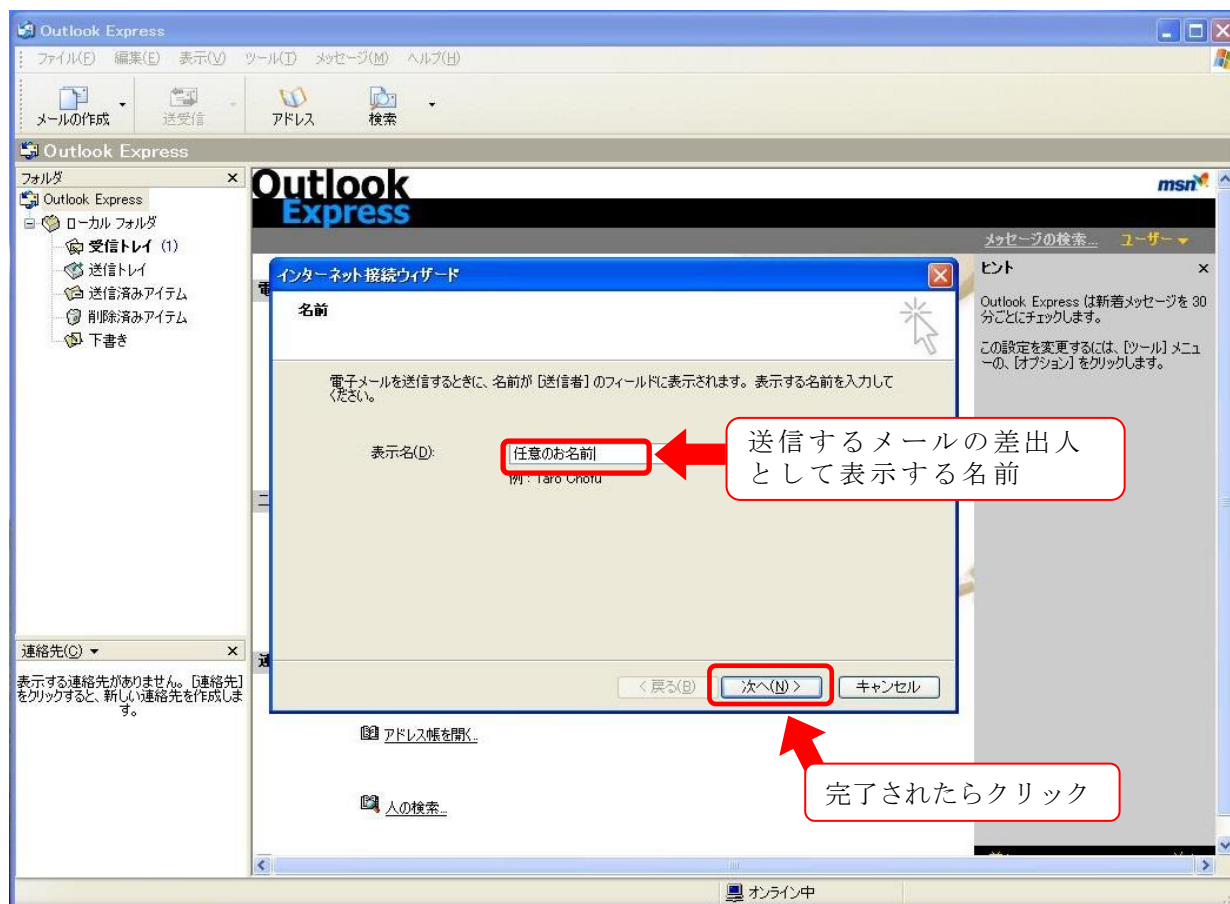 Outlook Express
ファイル(F) 編集(E) 表示(V) ツール(T) メッセージ(M) ヘルプ(H)
メールの作成 送受信 アドレス 検索
Outlook Express
フォルダ
Outlook Express
ローカル フォルダ
受信トレイ (1)
送信トレイ
送信済みアイテム
削除済みアイテム
下書き
連絡先(C)
表示する連絡先がありません。[連絡先]
をクリックすると、新しい連絡先を作成しま
す。
Outlook
Express
msn
メッセージの検索... ユーザー
電
インターネット接続ウィザード
名前
電子メールを送信するときに、名前が [送信者] のフィールドに表示されます。表示する名前を入力して
ください。
表示名(D):
任意のお名前
例：Taro Chofu
送信するメールの差出人
として表示する名前
< 戻る(B) 次へ(N) > キャンセル
完了されたらクリック
アドレス帳を開く...
人の検索...
ヒント
Outlook Express は新着メッセージを 30
分ごとにチェックします。
この設定を変更するには、[ツール] メニュ
ーの、[オプション] をクリックします。
オンライン中